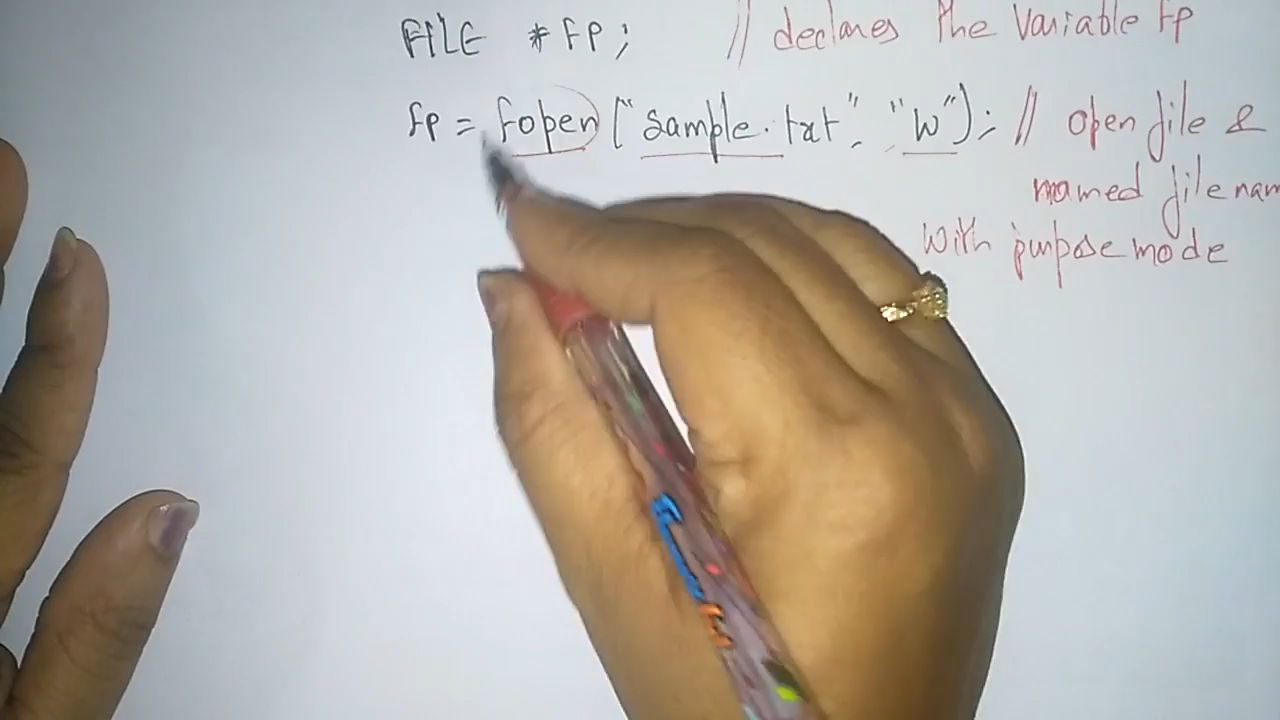 FILE *FP; // declares the variable fp
fp = fopen ("sample.txt", "w"); // open file &
named file nam
with purpose mode